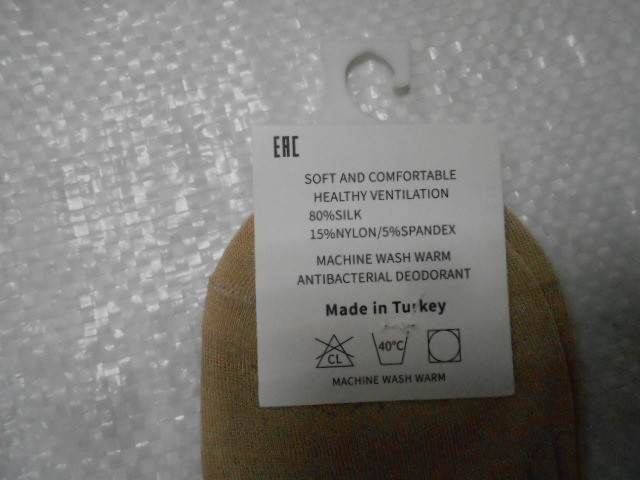 EAC
SOFT AND COMFORTABLE
HEALTHY VENTILATION
80%SILK
15%NYLON/5%SPANDEX
MACHINE WASH WARM
ANTIBACTERIAL DEODORANT
Made in Turkey
CL 40°C
MACHINE WASH WARM